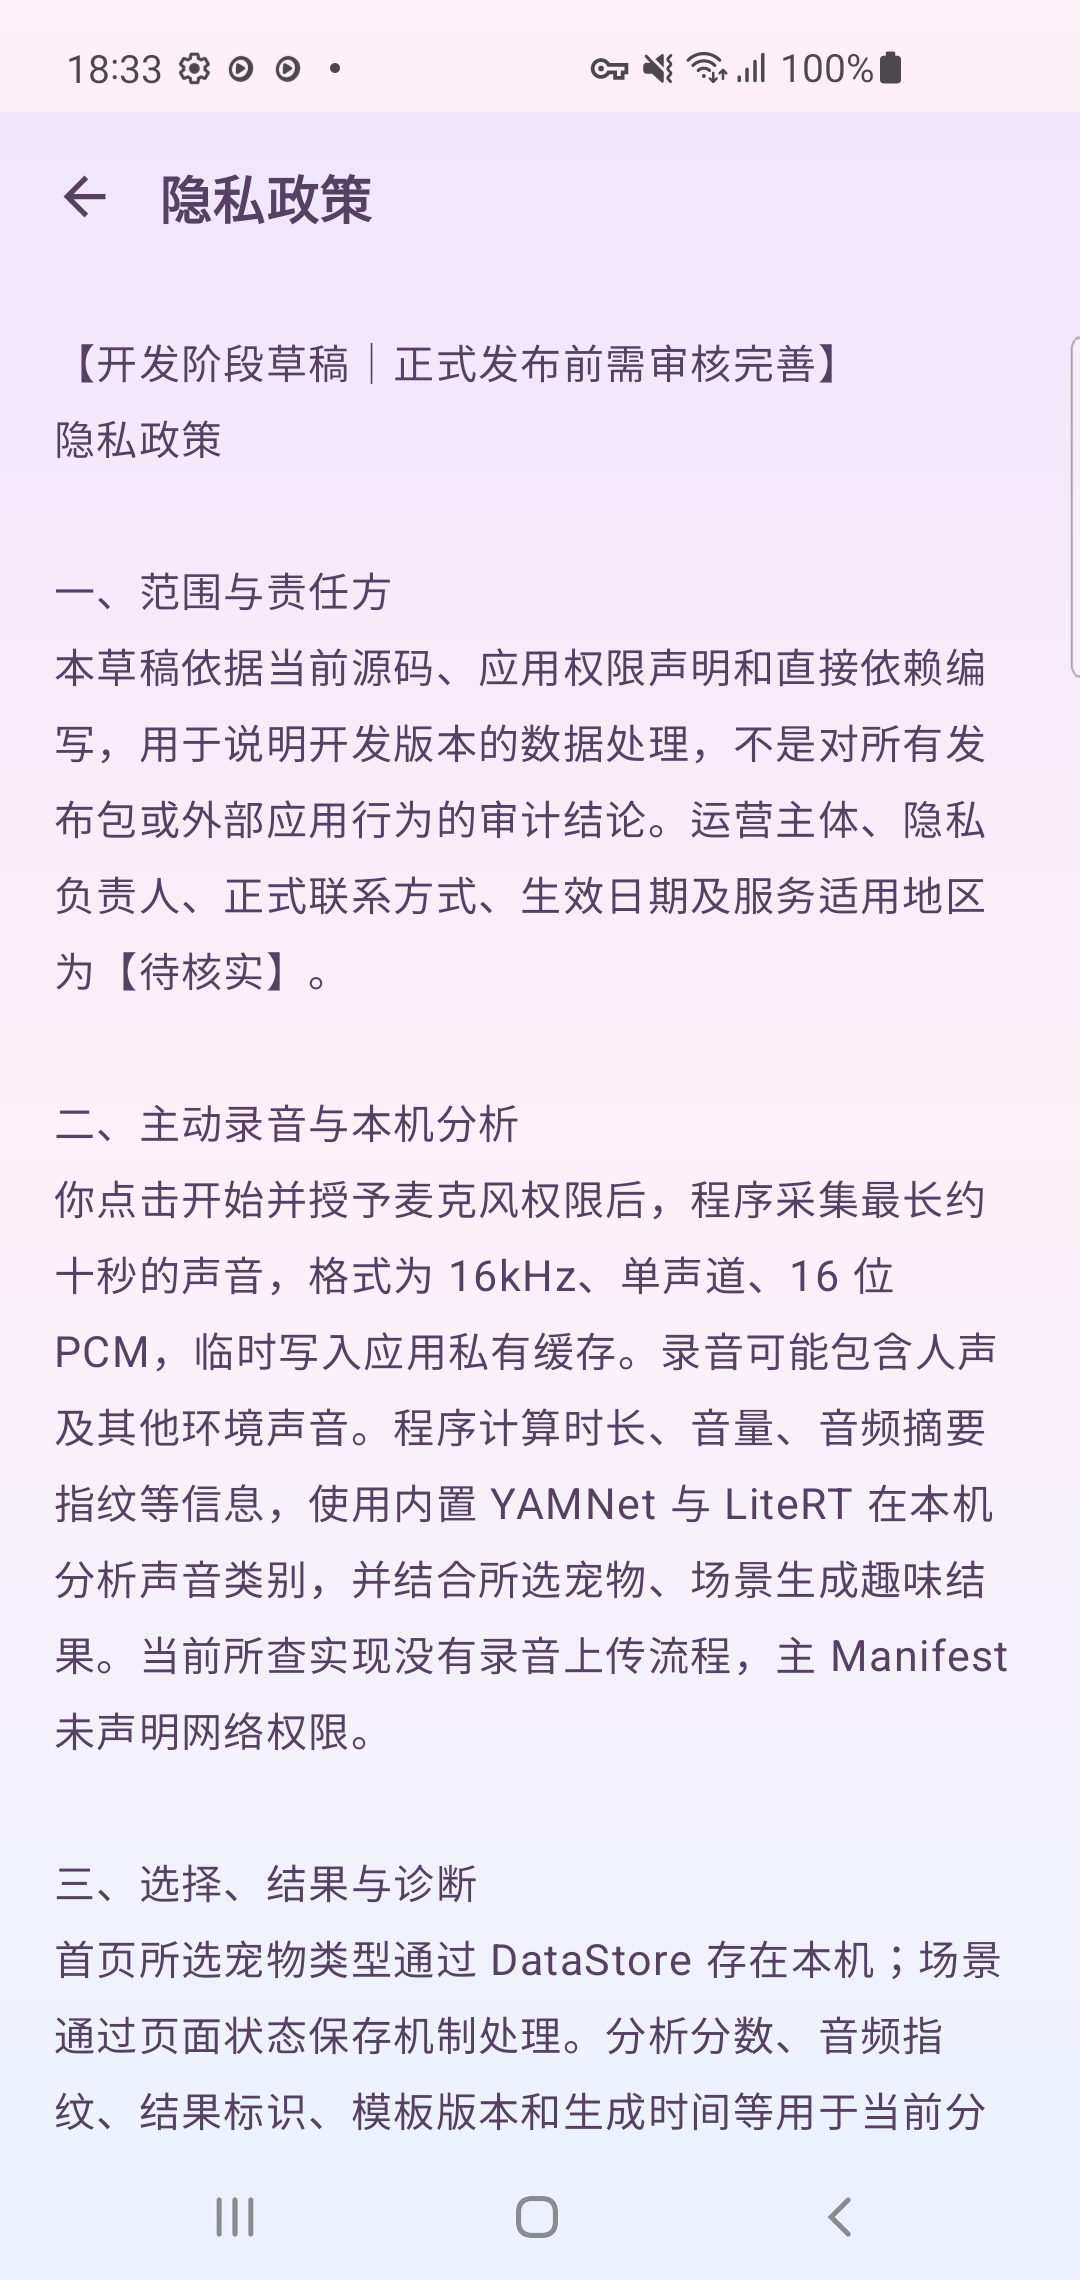 18:33
100%
隐私政策
【开发阶段草稿｜正式发布前需审核完善】
隐私政策
一、范围与责任方
本草稿依据当前源码、应用权限声明和直接依赖编
写，用于说明开发版本的数据处理，不是对所有发
布包或外部应用行为的审计结论。运营主体、隐私
负责人、正式联系方式、生效日期及服务适用地区
为【待核实】。
二、主动录音与本机分析
你点击开始并授予麦克风权限后，程序采集最长约
十秒的声音，格式为 16kHz、单声道、16 位
PCM，临时写入应用私有缓存。录音可能包含人声
及其他环境声音。程序计算时长、音量、音频摘要
指纹等信息，使用内置 YAMNet 与 LiteRT 在本机
分析声音类别，并结合所选宠物、场景生成趣味结
果。当前所查实现没有录音上传流程，主 Manifest
未声明网络权限。
三、选择、结果与诊断
首页所选宠物类型通过 DataStore 存在本机；场景
通过页面状态保存机制处理。分析分数、音频指
纹、结果标识、模板版本和生成时间等用于当前分